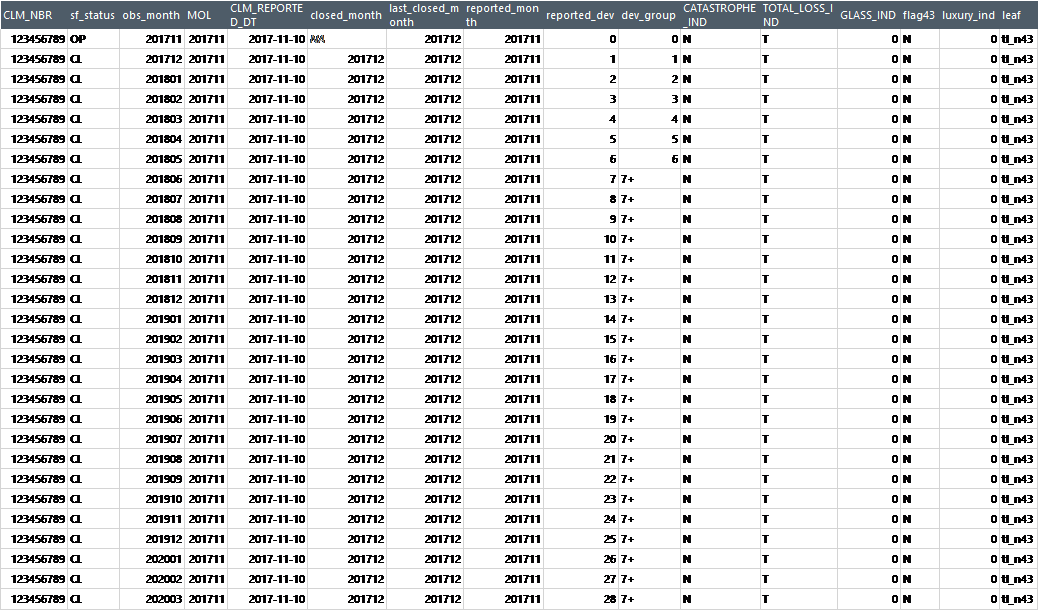 CLM_NBR sf_status obs_month MOL CLM_REPORTED_DT closed_month last_closed_month reported_month reported_dev dev_group CATASTROPHE_IND TOTAL_LOSS_IND GLASS_IND flag43 luxury_ind leaf
123456789 OP 201711 201711 2017-11-10 201712 201711 0 0 N T 0 N 0 tl_n43
123456789 CL 201712 201711 2017-11-10 201712 201712 201711 1 1 N T 0 N 0 tl_n43
123456789 CL 201801 201711 2017-11-10 201712 201712 201711 2 2 N T 0 N 0 tl_n43
123456789 CL 201802 201711 2017-11-10 201712 201712 201711 3 3 N T 0 N 0 tl_n43
123456789 CL 201803 201711 2017-11-10 201712 201712 201711 4 4 N T 0 N 0 tl_n43
123456789 CL 201804 201711 2017-11-10 201712 201712 201711 5 5 N T 0 N 0 tl_n43
123456789 CL 201805 201711 2017-11-10 201712 201712 201711 6 6 N T 0 N 0 tl_n43
123456789 CL 201806 201711 2017-11-10 201712 201712 201711 7 7+ N T 0 N 0 tl_n43
123456789 CL 201807 201711 2017-11-10 201712 201712 201711 8 7+ N T 0 N 0 tl_n43
123456789 CL 201808 201711 2017-11-10 201712 201712 201711 9 7+ N T 0 N 0 tl_n43
123456789 CL 201809 201711 2017-11-10 201712 201712 201711 10 7+ N T 0 N 0 tl_n43
123456789 CL 201810 201711 2017-11-10 201712 201712 201711 11 7+ N T 0 N 0 tl_n43
123456789 CL 201811 201711 2017-11-10 201712 201712 201711 12 7+ N T 0 N 0 tl_n43
123456789 CL 201812 201711 2017-11-10 201712 201712 201711 13 7+ N T 0 N 0 tl_n43
123456789 CL 201901 201711 2017-11-10 201712 201712 201711 14 7+ N T 0 N 0 tl_n43
123456789 CL 201902 201711 2017-11-10 201712 201712 201711 15 7+ N T 0 N 0 tl_n43
123456789 CL 201903 201711 2017-11-10 201712 201712 201711 16 7+ N T 0 N 0 tl_n43
123456789 CL 201904 201711 2017-11-10 201712 201712 201711 17 7+ N T 0 N 0 tl_n43
123456789 CL 201905 201711 2017-11-10 201712 201712 201711 18 7+ N T 0 N 0 tl_n43
123456789 CL 201906 201711 2017-11-10 201712 201712 201711 19 7+ N T 0 N 0 tl_n43
123456789 CL 201907 201711 2017-11-10 201712 201712 201711 20 7+ N T 0 N 0 tl_n43
123456789 CL 201908 201711 2017-11-10 201712 201712 201711 21 7+ N T 0 N 0 tl_n43
123456789 CL 201909 201711 2017-11-10 201712 201712 201711 22 7+ N T 0 N 0 tl_n43
123456789 CL 201910 201711 2017-11-10 201712 201712 201711 23 7+ N T 0 N 0 tl_n43
123456789 CL 201911 201711 2017-11-10 201712 201712 201711 24 7+ N T 0 N 0 tl_n43
123456789 CL 201912 201711 2017-11-10 201712 201712 201711 25 7+ N T 0 N 0 tl_n43
123456789 CL 202001 201711 2017-11-10 201712 201712 201711 26 7+ N T 0 N 0 tl_n43
123456789 CL 202002 201711 2017-11-10 201712 201712 201711 27 7+ N T 0 N 0 tl_n43
123456789 CL 202003 201711 2017-11-10 201712 201712 201711 28 7+ N T 0 N 0 tl_n43